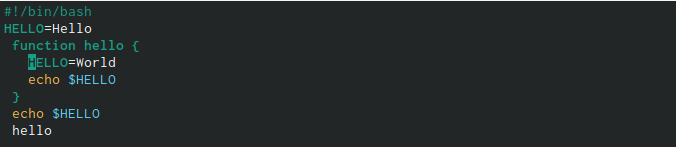 #!/bin/bash
HELLO=Hello
function hello {
HELLO=World
echo $HELLO
}
echo $HELLO
hello